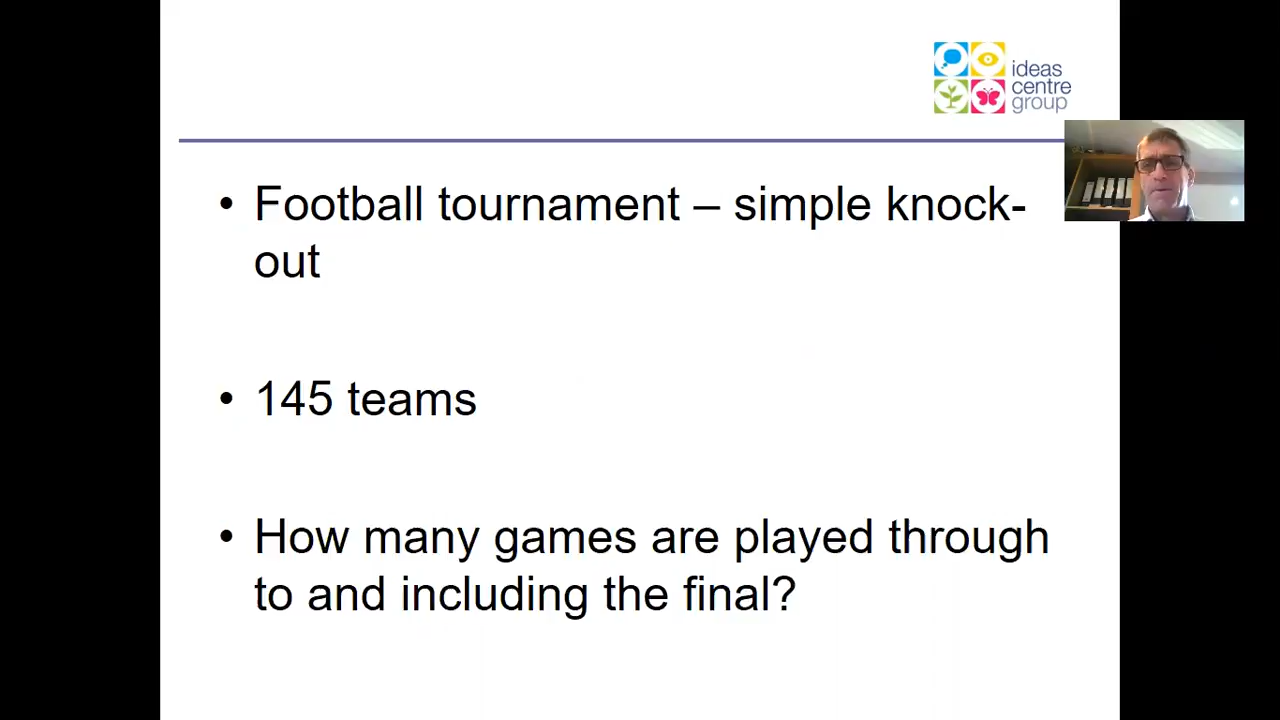 ideas
centre
group
• Football tournament – simple knock-
out
• 145 teams
• How many games are played through
to and including the final?